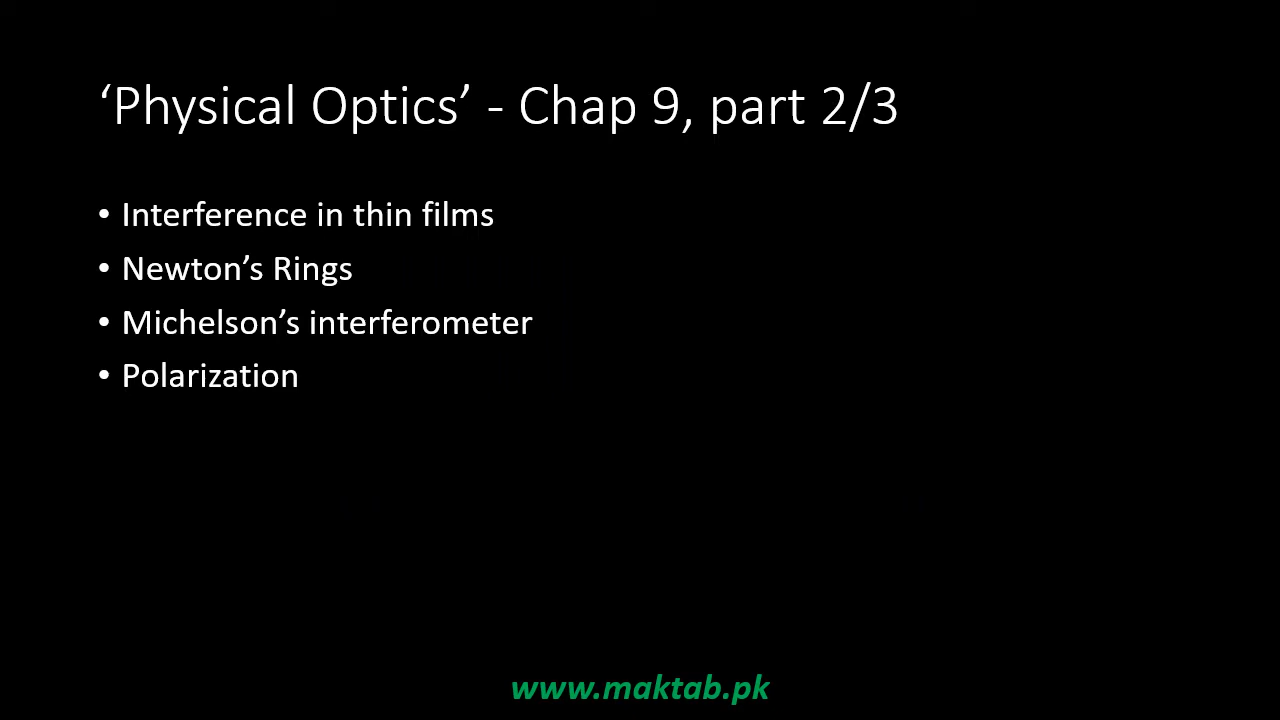 ‘Physical Optics’ - Chap 9, part 2/3
• Interference in thin films
• Newton’s Rings
• Michelson’s interferometer
• Polarization
www.maktab.pk